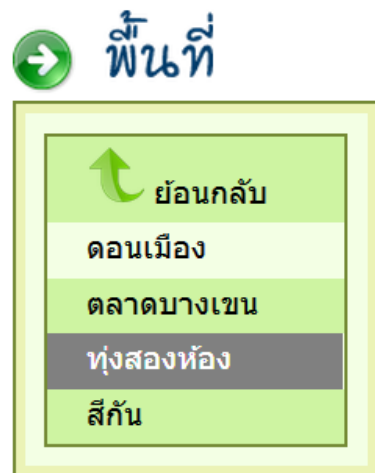 พื้นที่
ย้อนกลับ
ดอนเมือง
ตลาดบางเขน
ทุ่งสองห้อง
สีกัน